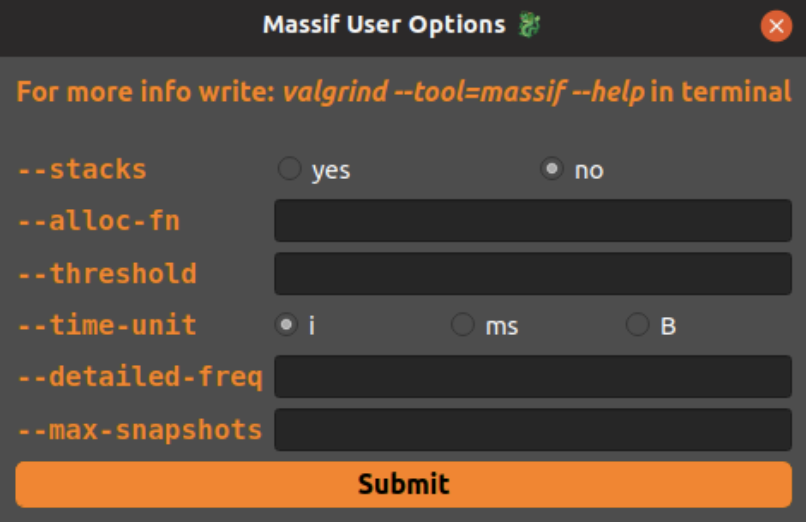 Massif User Options 🐉
For more info write: valgrind --tool=massif --help in terminal
--stacks yes no
--alloc-fn
--threshold
--time-unit i ms B
--detailed-freq
--max-snapshots
Submit